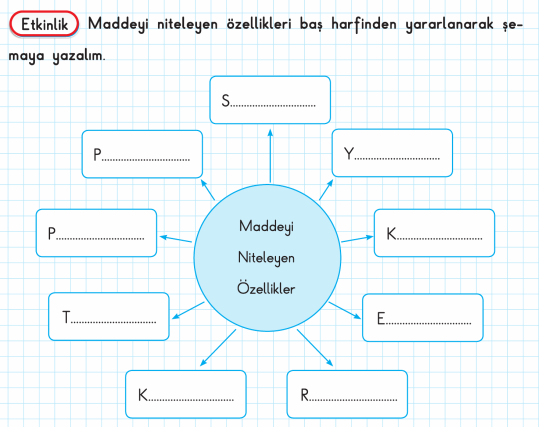 Etkinlik Maddeyi niteleyen özellikleri baş harfinden yararlanarak şe-
maya yazalım.
S..............................
P..............................
Y..............................
P..............................
K..............................
Maddeyi
Niteleyen
Özellikler
T..............................
E..............................
K..............................
R..............................